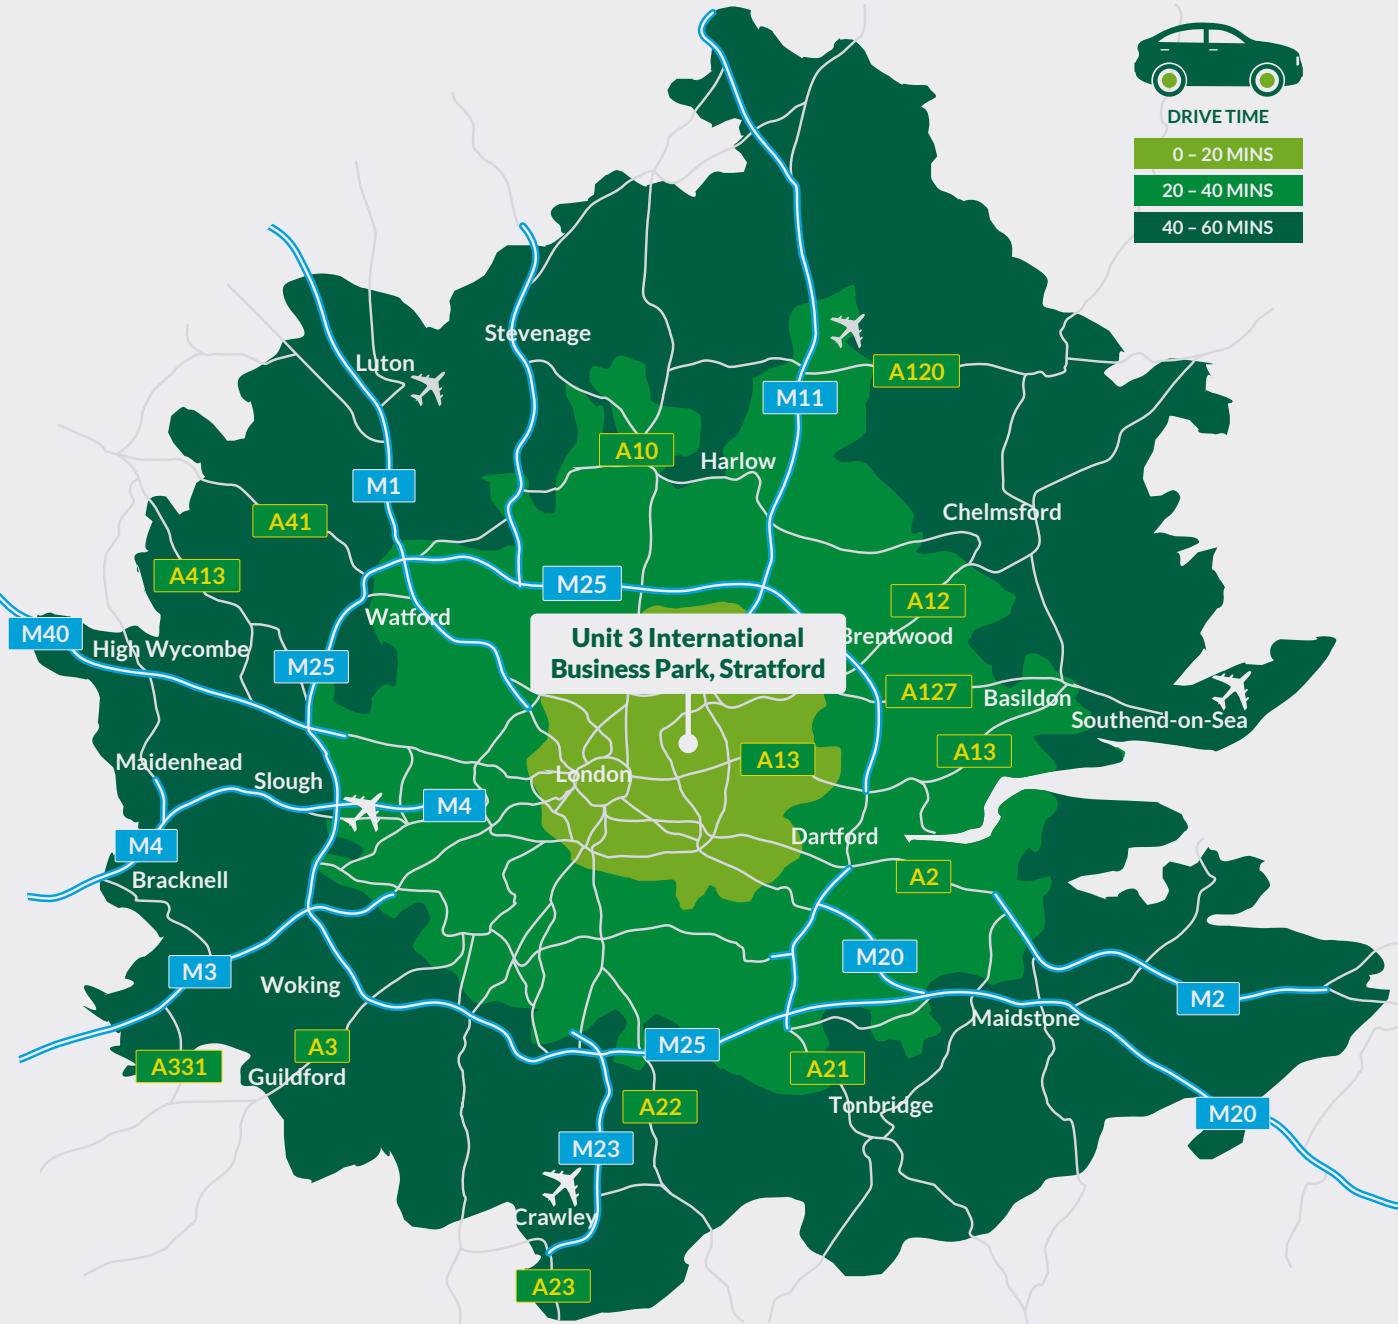 DRIVE TIME
0 – 20 MINS
20 – 40 MINS
40 – 60 MINS
Stevenage
Luton
A120
M11
A10
Harlow
M1
A41
Chelmsford
A413
M25
A12
Watford
M40
High Wycombe
M25
Unit 3 International
Business Park, Stratford
Brentwood
A127
Basildon
Southend-on-Sea
Maidenhead
Slough
London
A13
A13
M4
M4
Dartford
Bracknell
A2
M3
Woking
M20
M2
Maidstone
A3
M25
A331
Guildford
A21
Tonbridge
A22
M20
M23
Crawley
A23